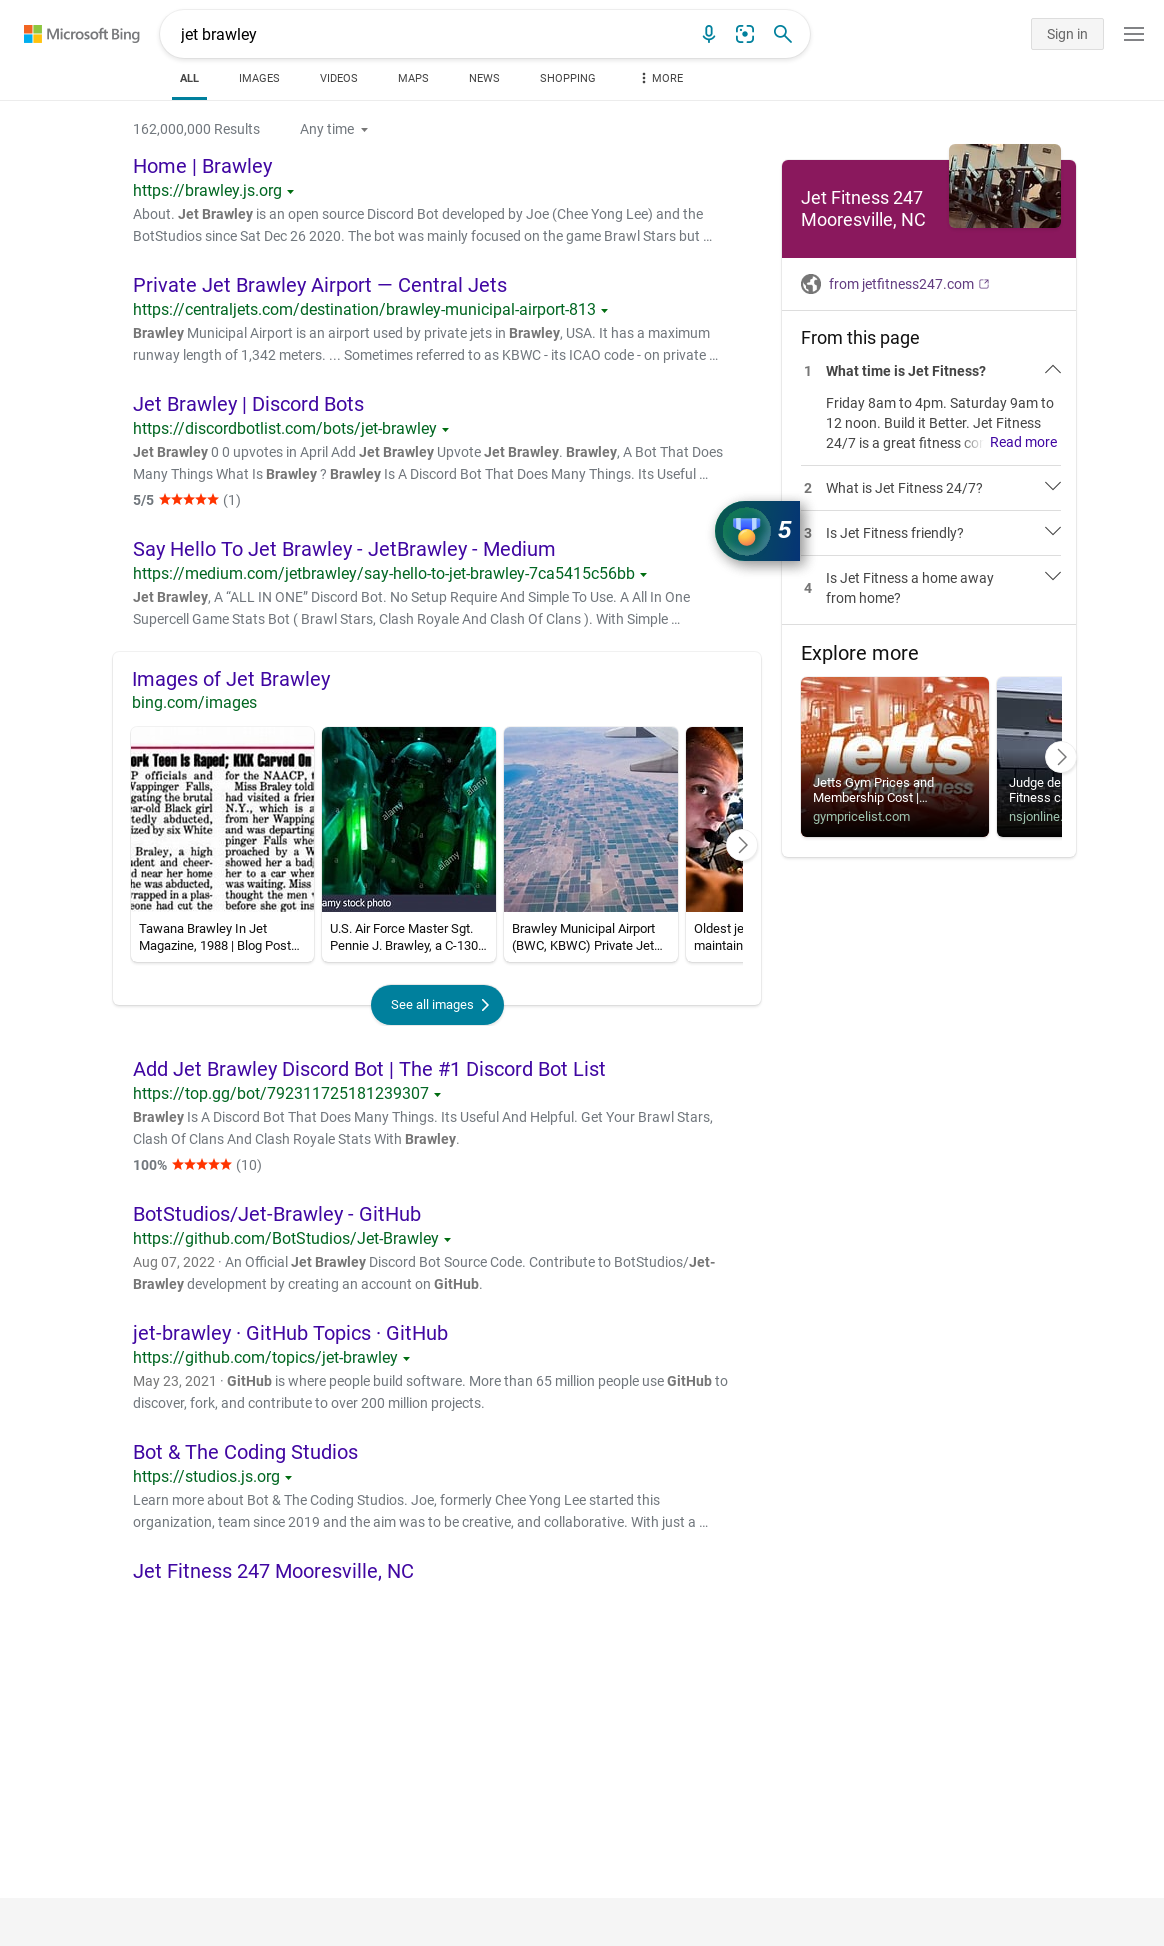 Microsoft Bing
jet brawley
Sign in
ALL IMAGES VIDEOS MAPS NEWS SHOPPING MORE
162,000,000 Results Any time
Home | Brawley
https://brawley.js.org
About. Jet Brawley is an open source Discord Bot developed by Joe (Chee Yong Lee) and the
BotStudios since Sat Dec 26 2020. The bot was mainly focused on the game Brawl Stars but …
Private Jet Brawley Airport — Central Jets
https://centraljets.com/destination/brawley-municipal-airport-813
Brawley Municipal Airport is an airport used by private jets in Brawley, USA. It has a maximum
runway length of 1,342 meters. ... Sometimes referred to as KBWC - its ICAO code - on private …
Jet Brawley | Discord Bots
https://discordbotlist.com/bots/jet-brawley
Jet Brawley 0 0 upvotes in April Add Jet Brawley Upvote Jet Brawley. Brawley, A Bot That Does
Many Things What Is Brawley ? Brawley Is A Discord Bot That Does Many Things. Its Useful …
5/5 (1)
Say Hello To Jet Brawley - JetBrawley - Medium
https://medium.com/jetbrawley/say-hello-to-jet-brawley-7ca5415c56bb
Jet Brawley, A “ALL IN ONE” Discord Bot. No Setup Require And Simple To Use. A All In One
Supercell Game Stats Bot ( Brawl Stars, Clash Royale And Clash Of Clans ). With Simple …
Images of Jet Brawley
bing.com/images
ork Teen Is Raped; KKK Carved On
P officials and
Wappinger Falls,
gating the brutal
year-old Black girl
tedly abducted,
ized by six White
Braley, a high
dent and cheer-
d near her home
he was abducted,
wrapped in a plas-
eone had cut the
for the NAACP, t
Miss Braley told
had visited a frien
N.Y., which is a
from her Wapping
and was departing
pinger Falls when
proached by a W
showed her a bad
her to a car wher
was waiting. Miss
thought the men
before she got ins
Tawana Brawley In Jet
Magazine, 1988 | Blog Post…
alamy
alamy
alamy
amy stock photo
U.S. Air Force Master Sgt.
Pennie J. Brawley, a C-130…
Brawley Municipal Airport
(BWC, KBWC) Private Jet…
Oldest je
maintain
See all images
Add Jet Brawley Discord Bot | The #1 Discord Bot List
https://top.gg/bot/792311725181239307
Brawley Is A Discord Bot That Does Many Things. Its Useful And Helpful. Get Your Brawl Stars,
Clash Of Clans And Clash Royale Stats With Brawley.
100% (10)
BotStudios/Jet-Brawley - GitHub
https://github.com/BotStudios/Jet-Brawley
Aug 07, 2022 · An Official Jet Brawley Discord Bot Source Code. Contribute to BotStudios/Jet-
Brawley development by creating an account on GitHub.
jet-brawley · GitHub Topics · GitHub
https://github.com/topics/jet-brawley
May 23, 2021 · GitHub is where people build software. More than 65 million people use GitHub to
discover, fork, and contribute to over 200 million projects.
Bot & The Coding Studios
https://studios.js.org
Learn more about Bot & The Coding Studios. Joe, formerly Chee Yong Lee started this
organization, team since 2019 and the aim was to be creative, and collaborative. With just a …
Jet Fitness 247 Mooresville, NC
Jet Fitness 247
Mooresville, NC
from jetfitness247.com
From this page
1 What time is Jet Fitness?
Friday 8am to 4pm. Saturday 9am to
12 noon. Build it Better. Jet Fitness
24/7 is a great fitness co Read more
2 What is Jet Fitness 24/7?
5
3 Is Jet Fitness friendly?
4 Is Jet Fitness a home away
from home?
Explore more
jetts
fitness
Jetts Gym Prices and
Membership Cost |…
gympricelist.com
Judge de
Fitness c
nsjonline.